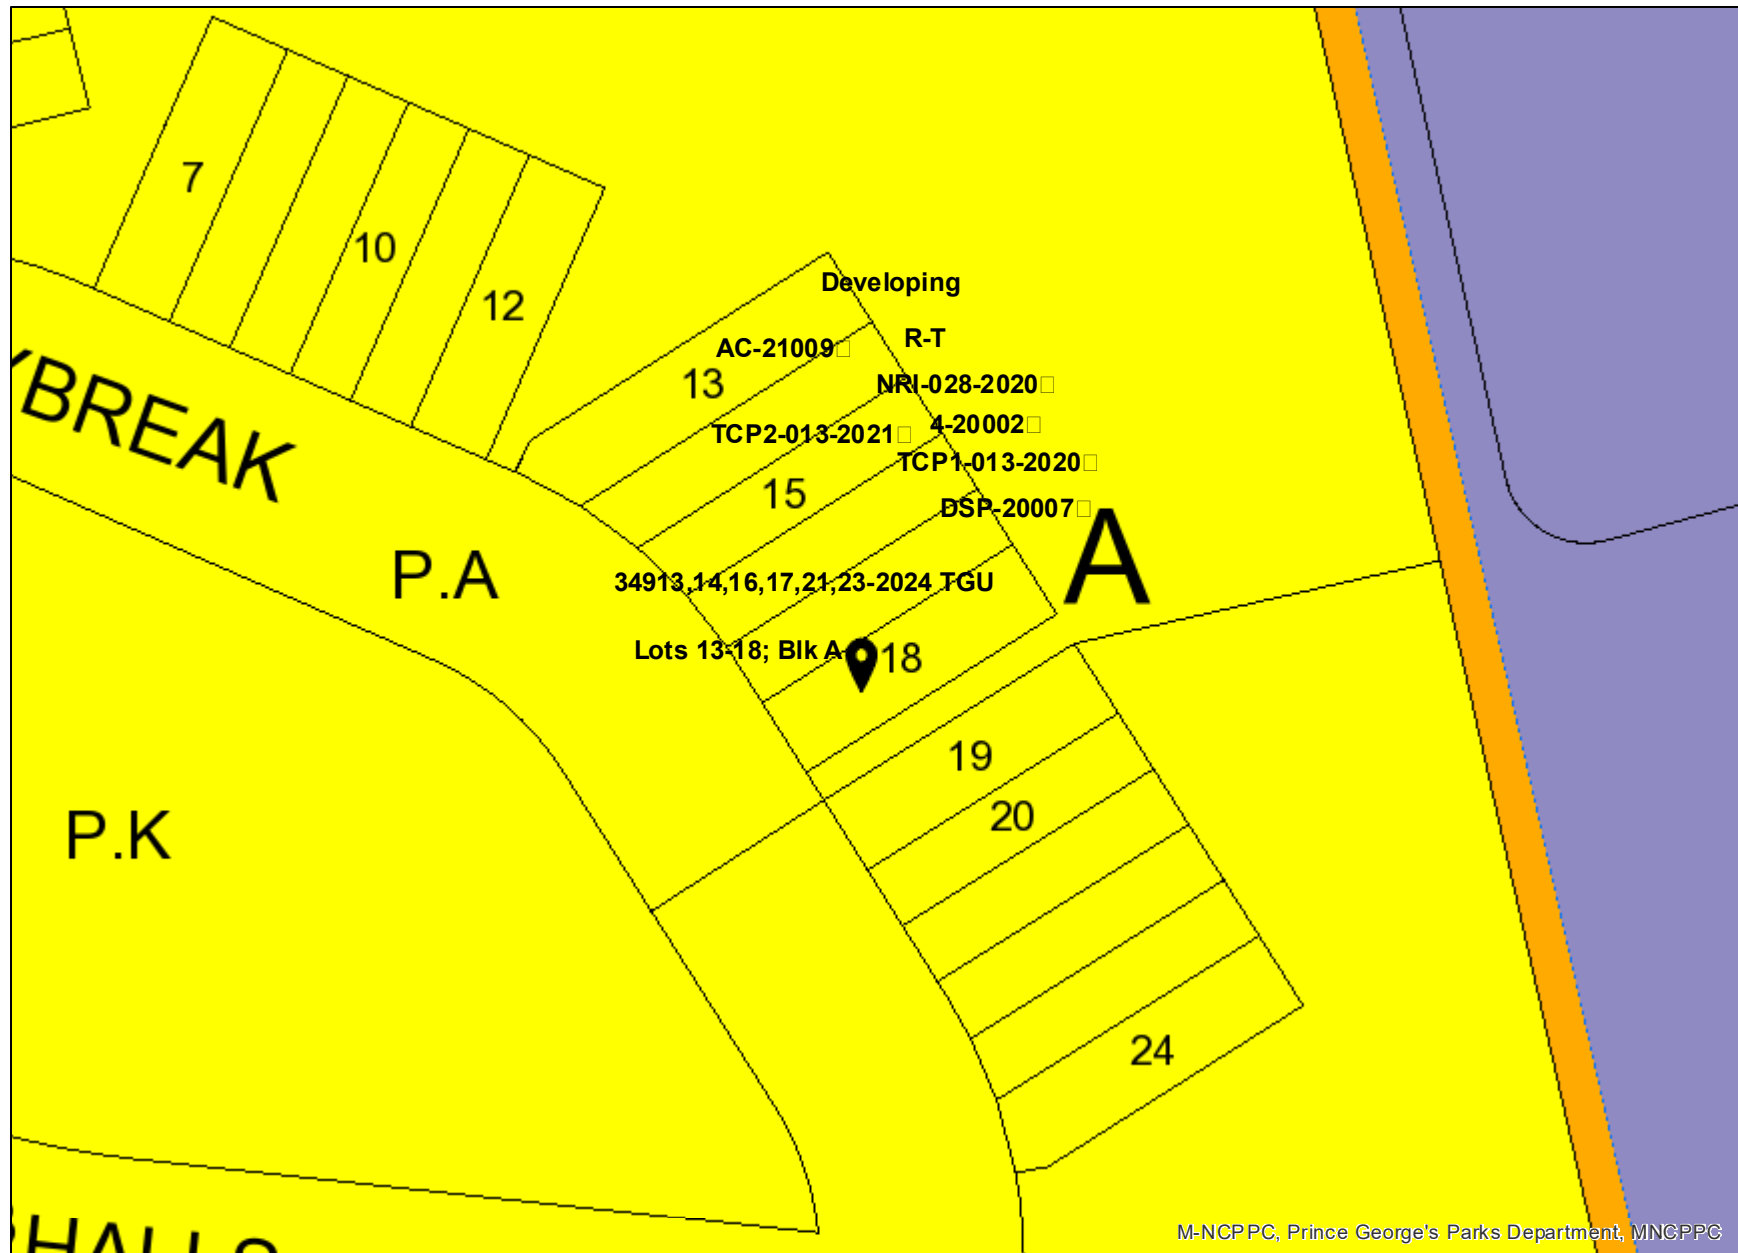 7
10
12
Developing
R-T
AC-21009
13
NRI-028-2020
4-20002
TCP2-013-2021
TCP1-013-2020
15
DSP-20007
YBREAK
A
P.A
34913,14,16,17,21,23-2024 TGU
Lots 13-18; Blk A
18
19
20
P.K
24
HALLS
M-NCPPC, Prince George's Parks Department, MNCPPC